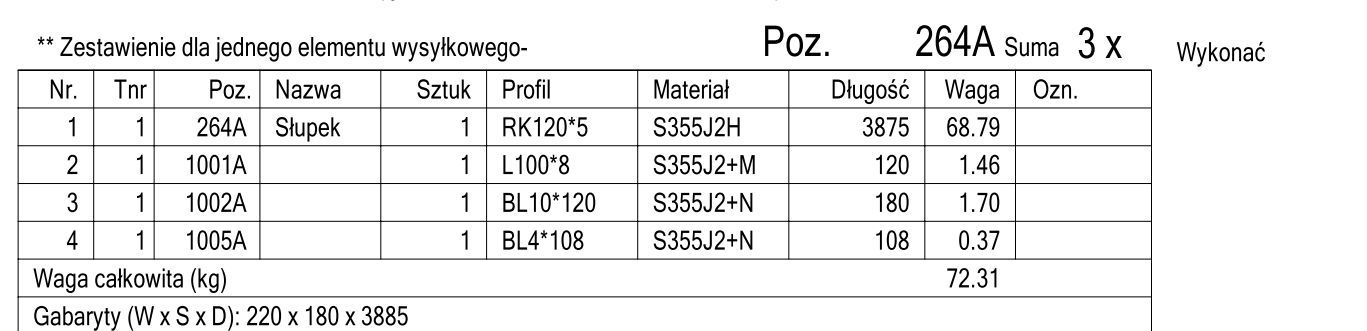 ** Zestawienie dla jednego elementu wysyłkowego- Poz. 264A Suma 3 x Wykonać
Nr. Tnr Poz. Nazwa Sztuk Profil Materiał Długość Waga Ozn.
1 1 264A Słupek 1 RK120*5 S355J2H 3875 68.79
2 1 1001A 1 L100*8 S355J2+M 120 1.46
3 1 1002A 1 BL10*120 S355J2+N 180 1.70
4 1 1005A 1 BL4*108 S355J2+N 108 0.37
Waga całkowita (kg) 72.31
Gabaryty (W x S x D): 220 x 180 x 3885